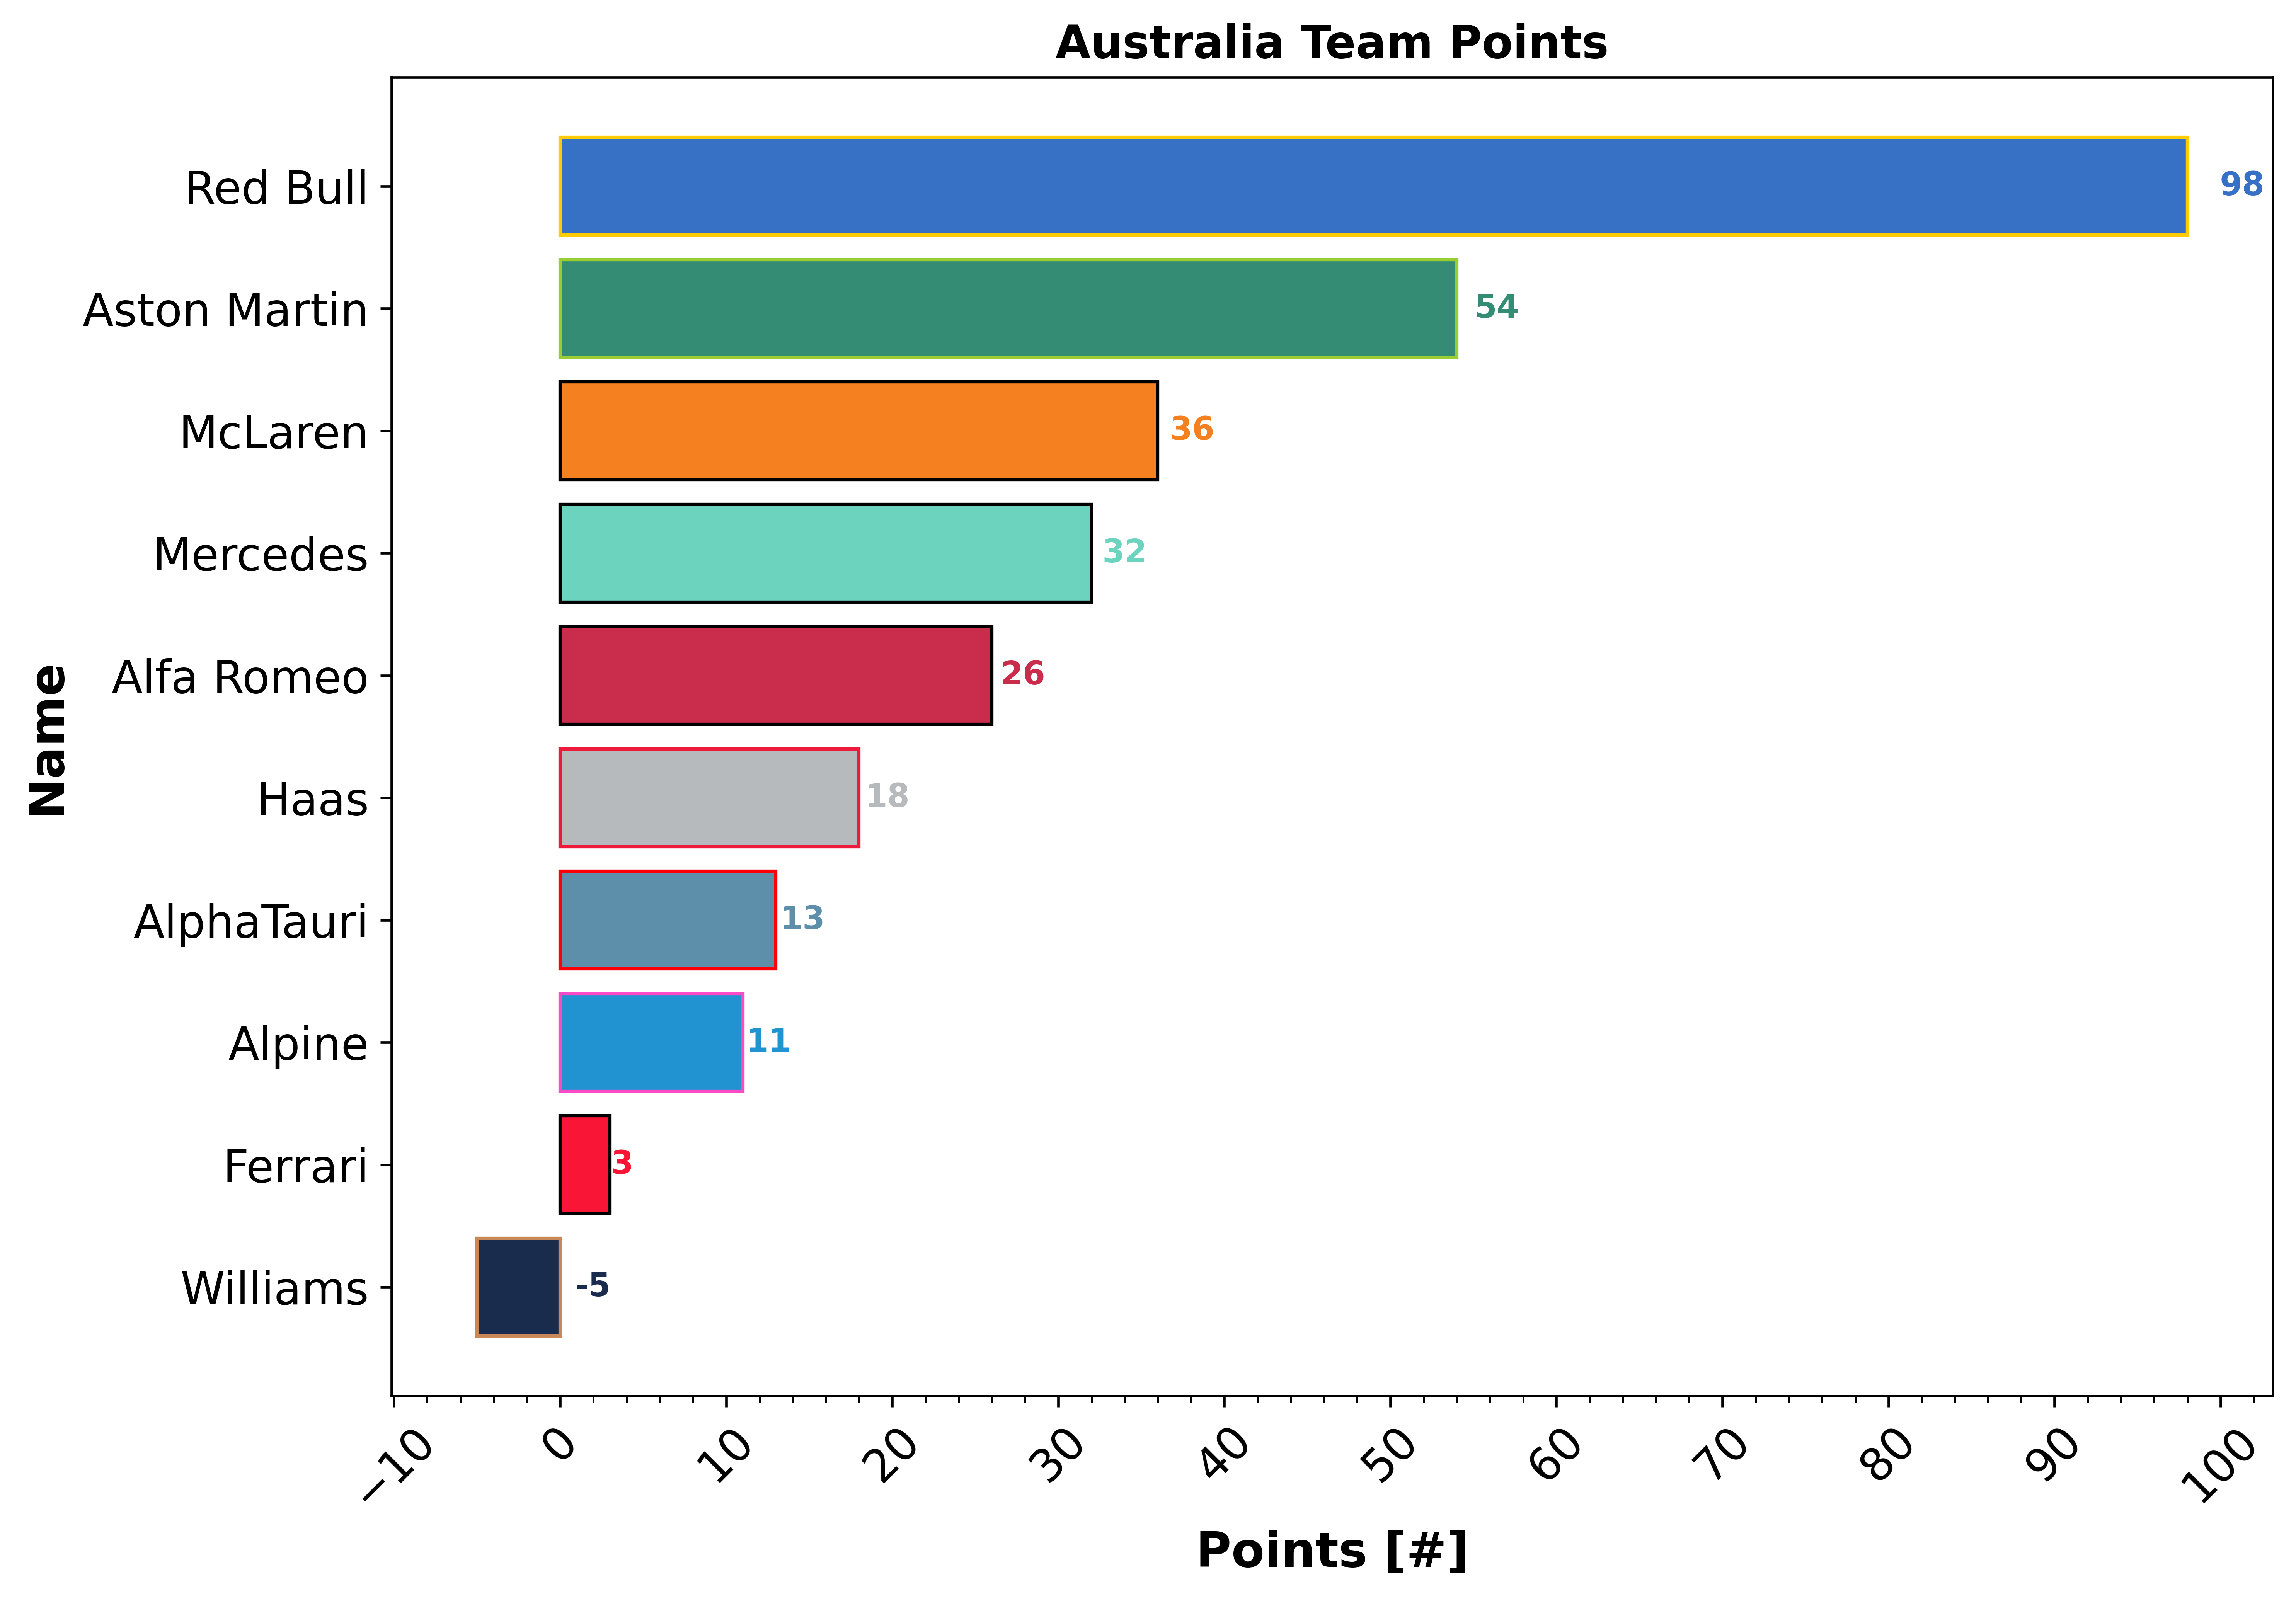 Australia Team Points
Red Bull 98
Aston Martin 54
McLaren 36
Mercedes 32
Alfa Romeo 26
Haas 18
AlphaTauri 13
Alpine 11
Ferrari 3
Williams -5
Name
−10 0 10 20 30 40 50 60 70 80 90 100
Points [#]